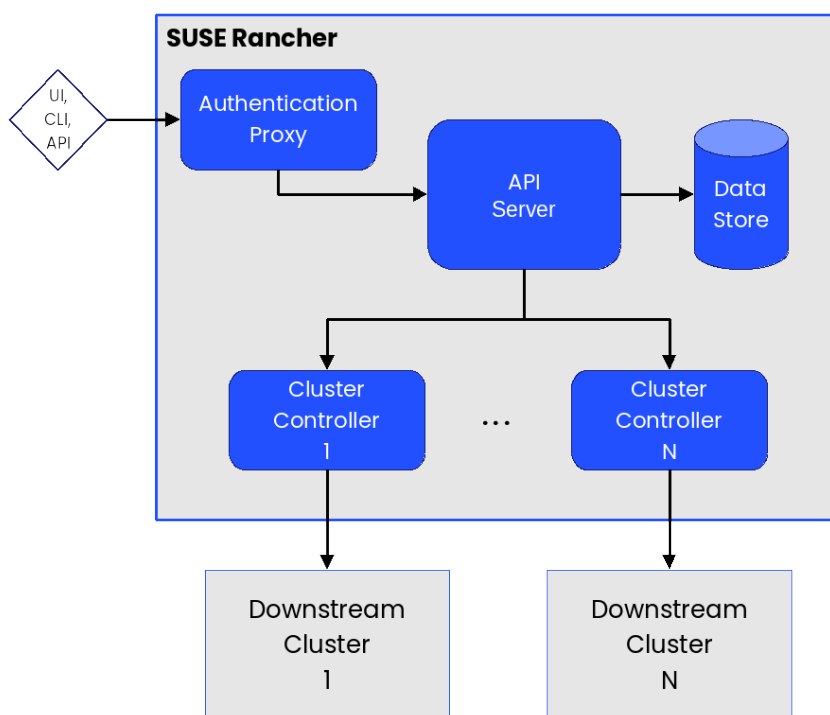 SUSE Rancher
UI,
CLI,
API
Authentication
Proxy
API
Server
Data
Store
Cluster
Controller
1
...
Cluster
Controller
N
Downstream
Cluster
1
Downstream
Cluster
N